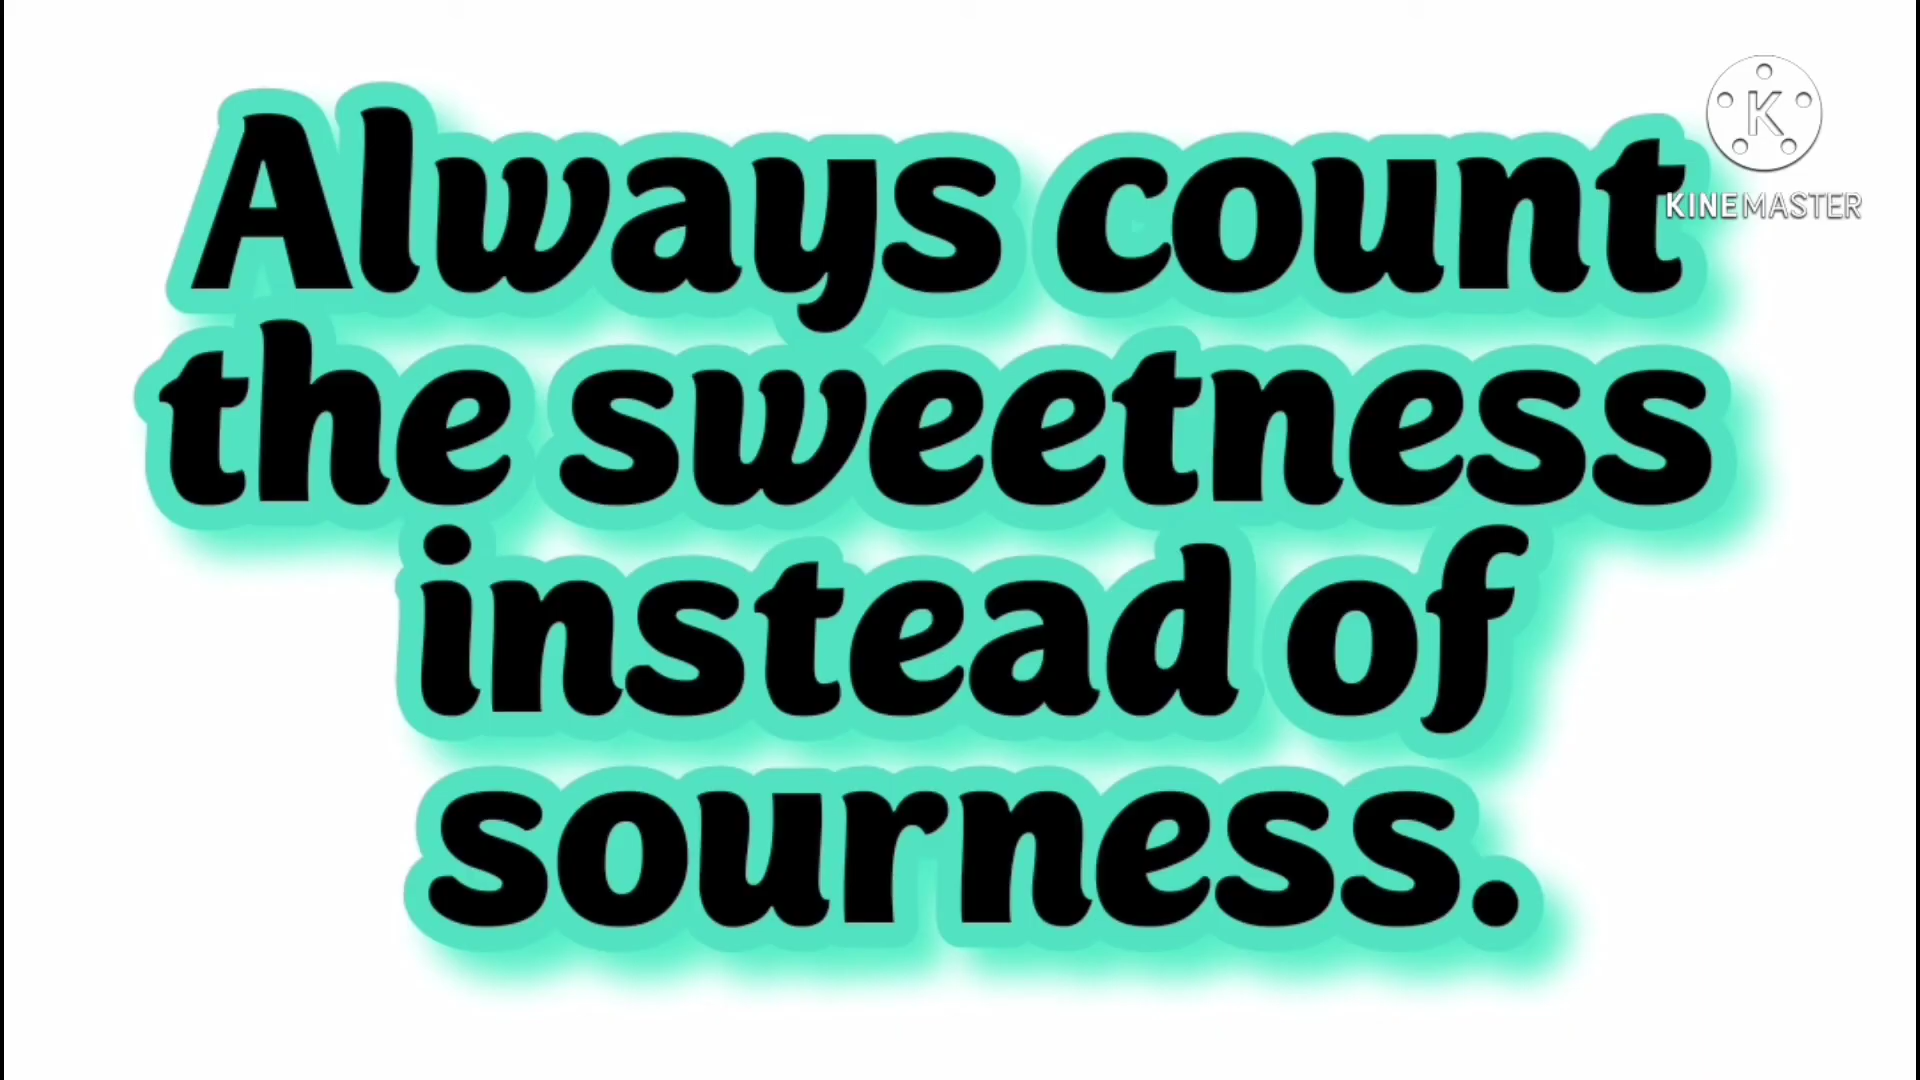 Always count
the sweetness
instead of
sourness.
K
KINEMASTER